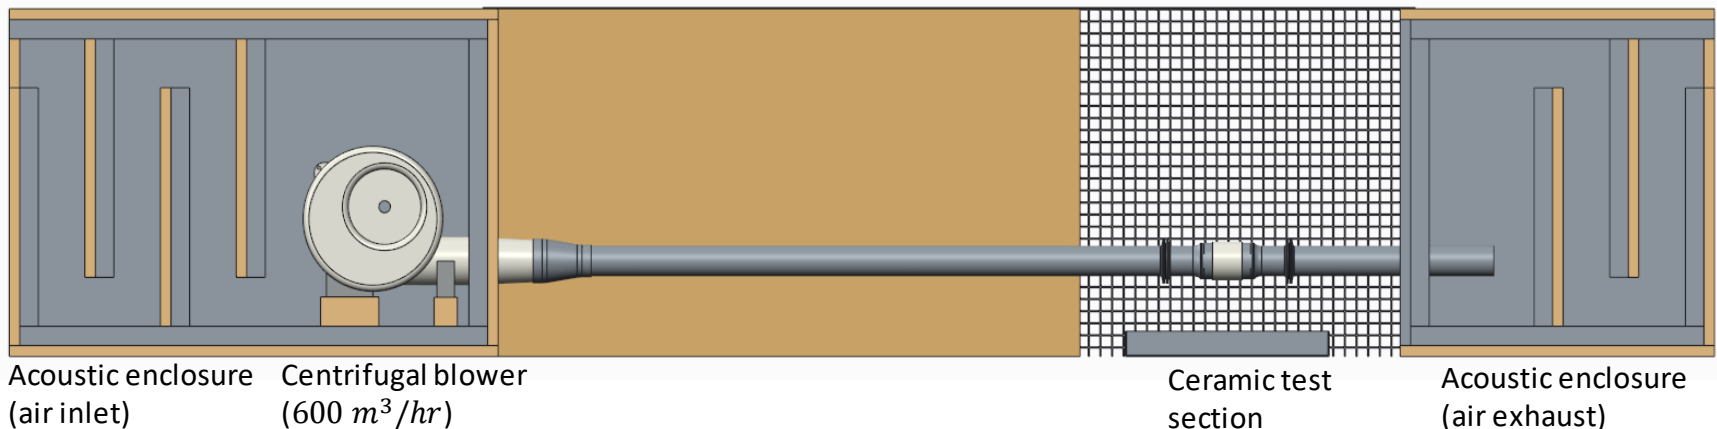 Acoustic enclosure
(air inlet)
Centrifugal blower
(600 m³/hr)
Ceramic test
section
Acoustic enclosure
(air exhaust)